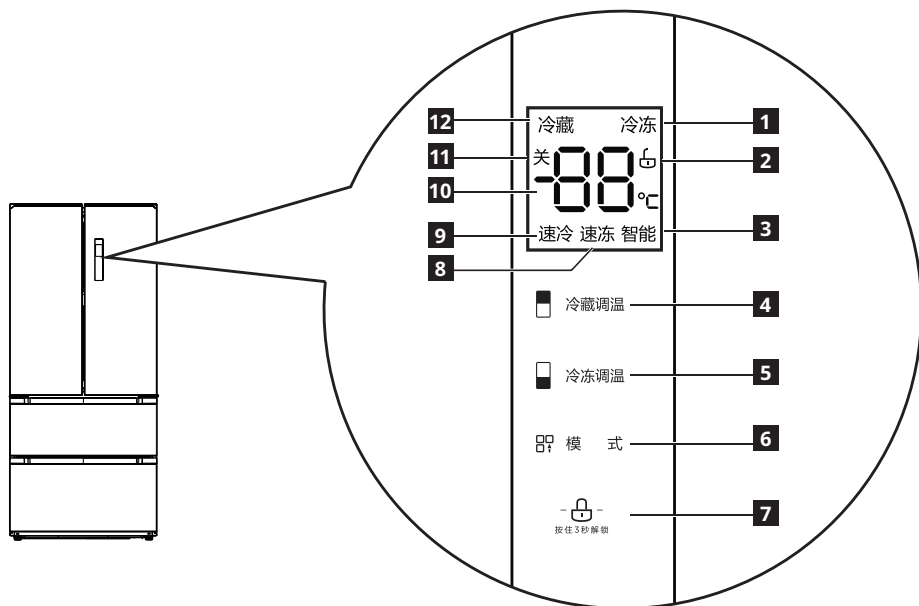 12 冷藏 冷冻 1
11 关 2
10 -88 ℃
9 速冷 速冻 智能 3
8
冷藏调温 4
冷冻调温 5
模 式 6
按住3秒解锁 7